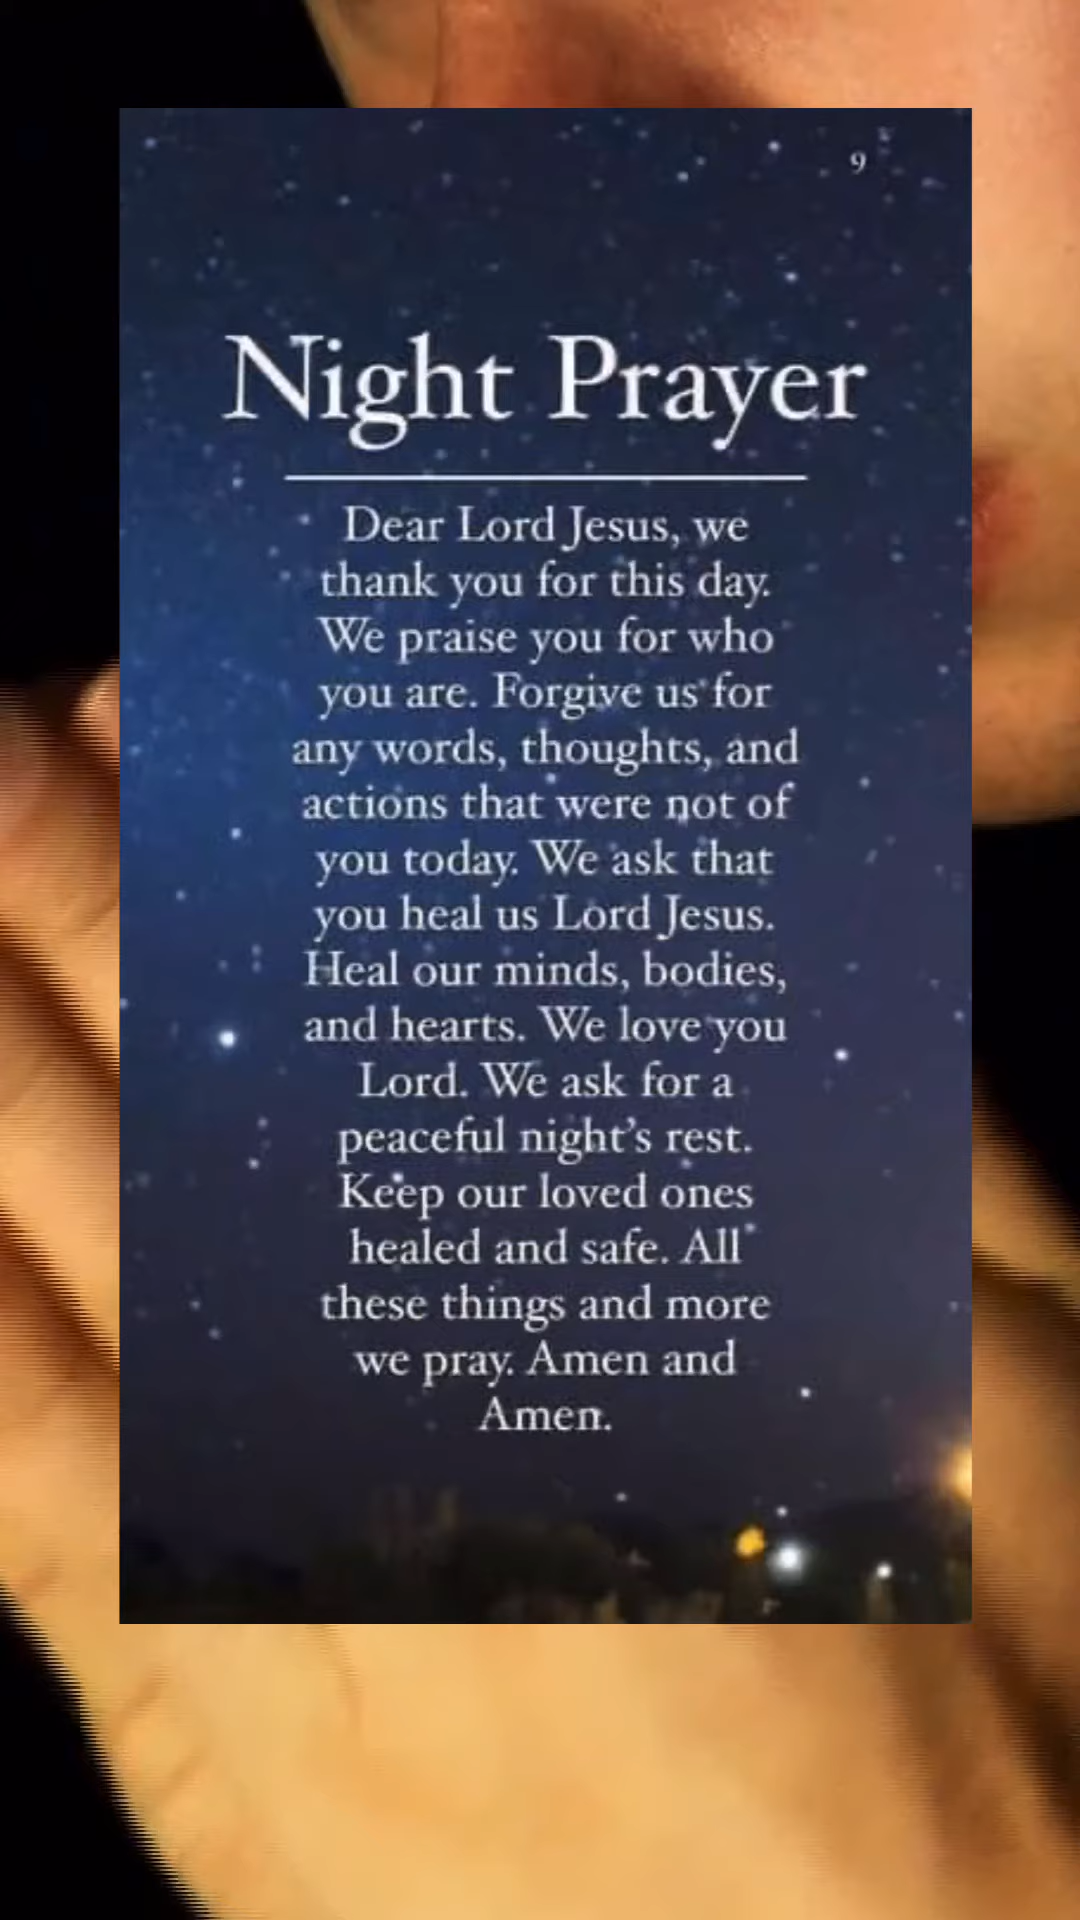 9
Night Prayer
Dear Lord Jesus, we
thank you for this day.
We praise you for who
you are. Forgive us for
any words, thoughts, and
actions that were not of
you today. We ask that
you heal us Lord Jesus.
Heal our minds, bodies,
and hearts. We love you
Lord. We ask for a
peaceful night’s rest.
Keep our loved ones
healed and safe. All
these things and more
we pray. Amen and
Amen.